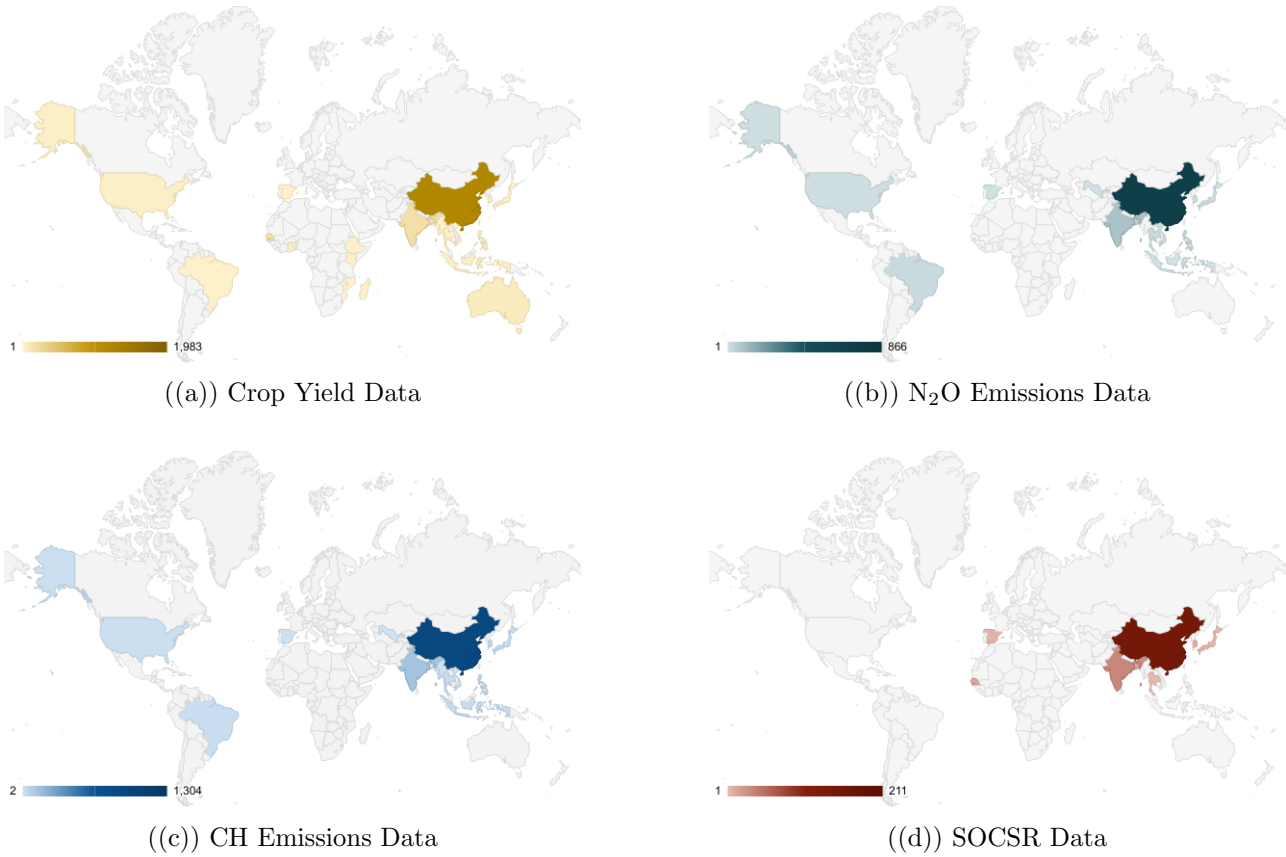 1 1,983
1 866
((a)) Crop Yield Data
((b)) N₂O Emissions Data
2 1,304
1 211
((c)) CH Emissions Data
((d)) SOCSR Data